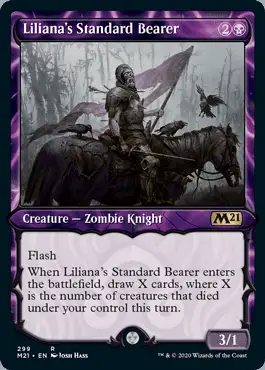 Liliana's Standard Bearer 2
M21
Creature — Zombie Knight
Flash
When Liliana's Standard Bearer enters
the battlefield, draw X cards, where X
is the number of creatures that died
under your control this turn.
3/1
299 R
M21 • EN Josh Hass
™ & © 2020 Wizards of the Coast